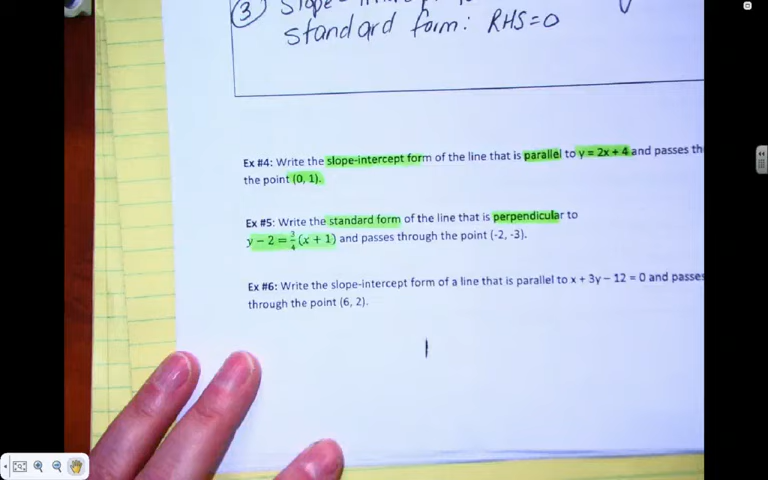 ③ Slope-
standard form: RHS=0
Ex #4: Write the slope-intercept form of the line that is parallel to y = 2x + 4 and passes th
the point (0, 1).
Ex #5: Write the standard form of the line that is perpendicular to
y − 2 = 3/4 (x + 1) and passes through the point (-2, -3).
Ex #6: Write the slope-intercept form of a line that is parallel to x + 3y − 12 = 0 and passes
through the point (6, 2).